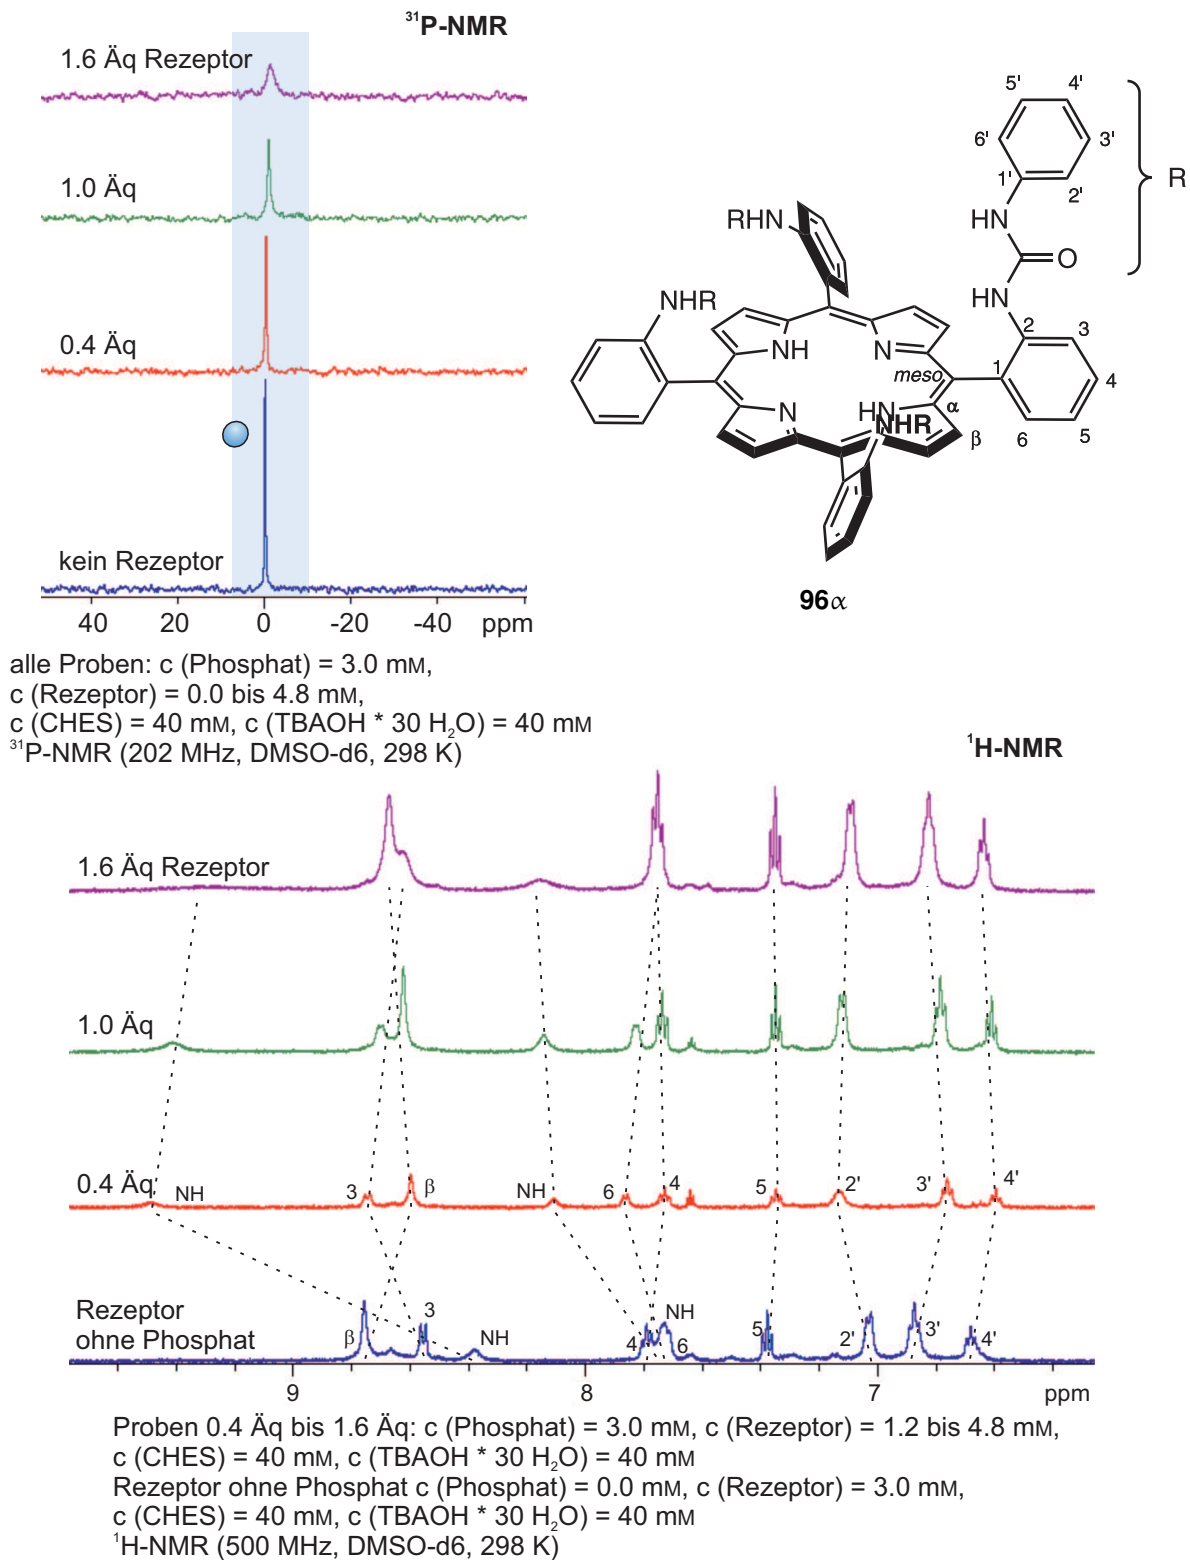 ³¹P-NMR
1.6 Äq Rezeptor
1.0 Äq
0.4 Äq
kein Rezeptor
40 20 0 -20 -40 ppm
5' 4'
6' 3'
1' 2'
R
HN
O
HN
RHN
NHR
2 3
1 4
6 5
NH N
meso
N HN
NHR
α
β
96α
alle Proben: c (Phosphat) = 3.0 mM,
c (Rezeptor) = 0.0 bis 4.8 mM,
c (CHES) = 40 mM, c (TBAOH * 30 H₂O) = 40 mM
³¹P-NMR (202 MHz, DMSO-d6, 298 K)
¹H-NMR
1.6 Äq Rezeptor
1.0 Äq
0.4 Äq
NH 3 β NH 6 4 5 2' 3' 4'
Rezeptor
ohne Phosphat
β 3 NH 4 NH 6 5 2' 3' 4'
9 8 7 ppm
Proben 0.4 Äq bis 1.6 Äq: c (Phosphat) = 3.0 mM, c (Rezeptor) = 1.2 bis 4.8 mM,
c (CHES) = 40 mM, c (TBAOH * 30 H₂O) = 40 mM
Rezeptor ohne Phosphat c (Phosphat) = 0.0 mM, c (Rezeptor) = 3.0 mM,
c (CHES) = 40 mM, c (TBAOH * 30 H₂O) = 40 mM
¹H-NMR (500 MHz, DMSO-d6, 298 K)